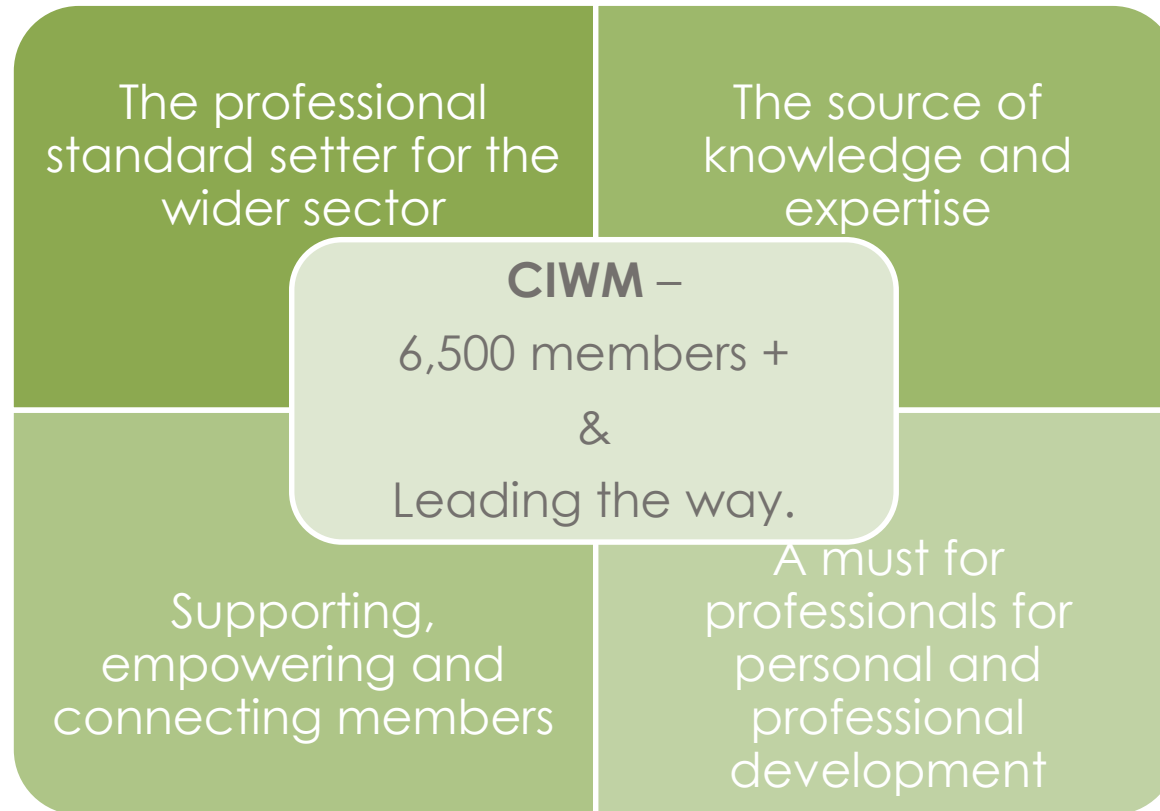 The professional
standard setter for the
wider sector
The source of
knowledge and
expertise
CIWM –
6,500 members +
&
Leading the way.
Supporting,
empowering and
connecting members
A must for
professionals for
personal and
professional
development